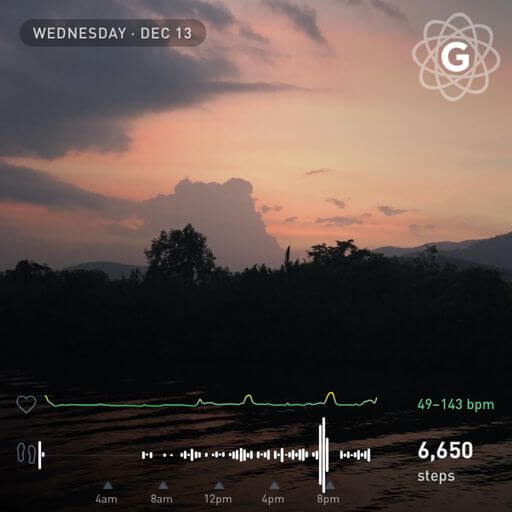 WEDNESDAY · DEC 13
G
49–143 bpm
6,650
steps
4am 8am 12pm 4pm 8pm